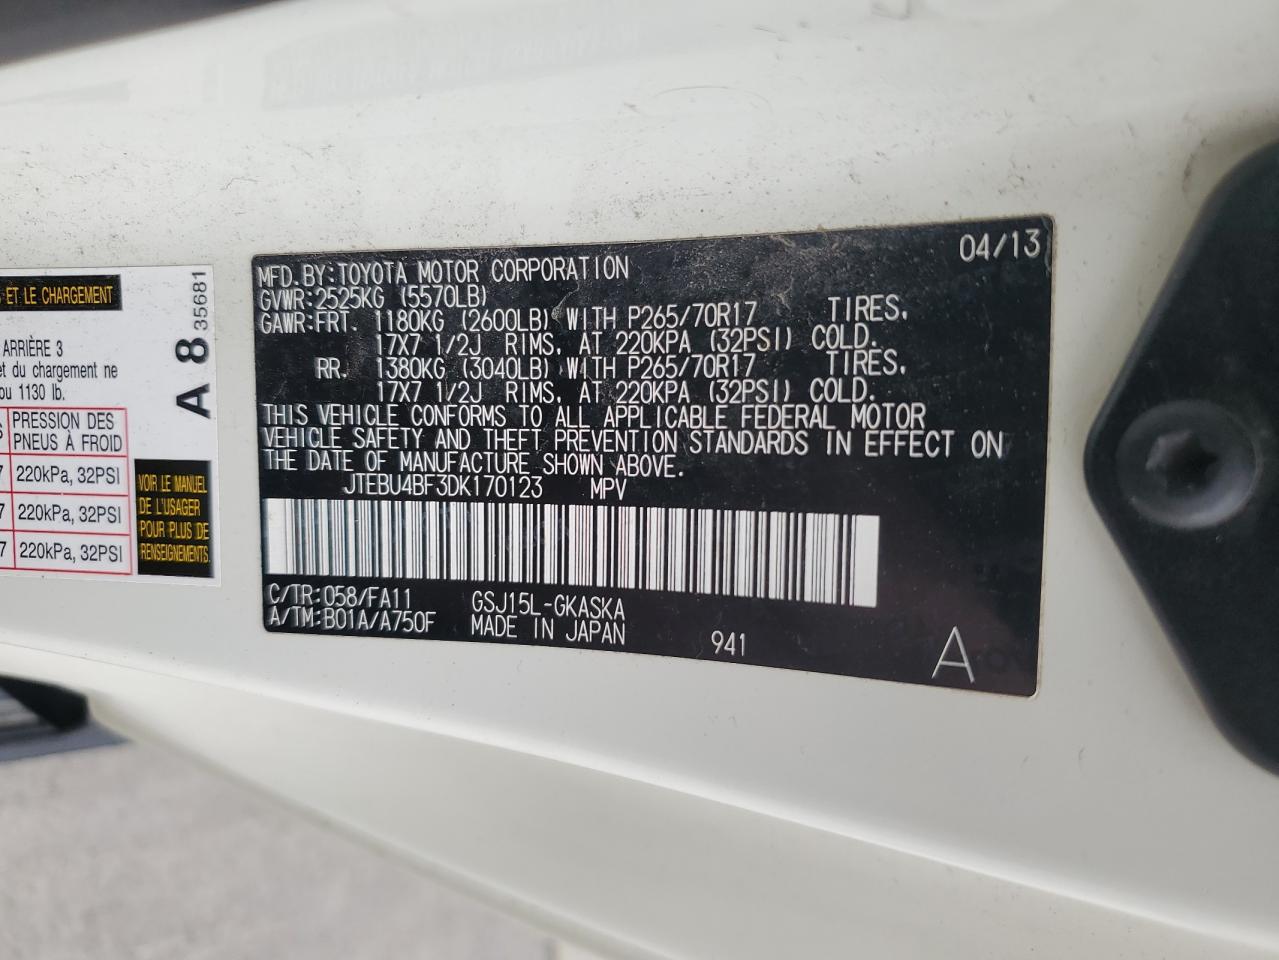 04/13
MFD. BY:TOYOTA MOTOR CORPORATION
GVWR:2525KG (5570LB)
GAWR:FRT. 1180KG (2600LB) WITH P265/70R17 TIRES,
17X7 1/2J RIMS, AT 220KPA (32PSI) COLD.
RR. 1380KG (3040LB) WITH P265/70R17 TIRES,
17X7 1/2J RIMS, AT 220KPA (32PSI) COLD.
THIS VEHICLE CONFORMS TO ALL APPLICABLE FEDERAL MOTOR
VEHICLE SAFETY AND THEFT PREVENTION STANDARDS IN EFFECT ON
THE DATE OF MANUFACTURE SHOWN ABOVE.
JTEBU4BF3DK170123 MPV
C/TR:058/FA11 GSJ15L-GKASKA
A/TM:B01A/A750F MADE IN JAPAN 941
A
ET LE CHARGEMENT
ARRIÈRE 3
et du chargement ne
ou 1130 lb.
PRESSION DES
PNEUS À FROID
7 220kPa, 32PSI
7 220kPa, 32PSI
7 220kPa, 32PSI
A 8 35681
VOIR LE MANUEL
DE L'USAGER
POUR PLUS DE
RENSEIGNEMENTS.